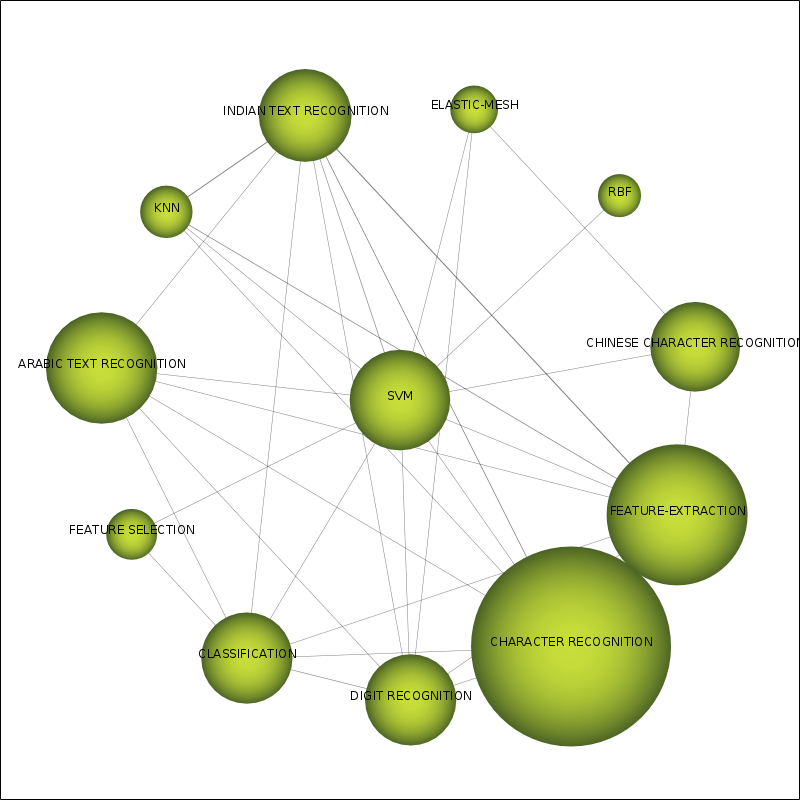 ELASTIC-MESH
INDIAN TEXT RECOGNITION
RBF
KNN
CHINESE CHARACTER RECOGNITION
ARABIC TEXT RECOGNITION
SVM
FEATURE-EXTRACTION
FEATURE SELECTION
CHARACTER RECOGNITION
CLASSIFICATION
DIGIT RECOGNITION